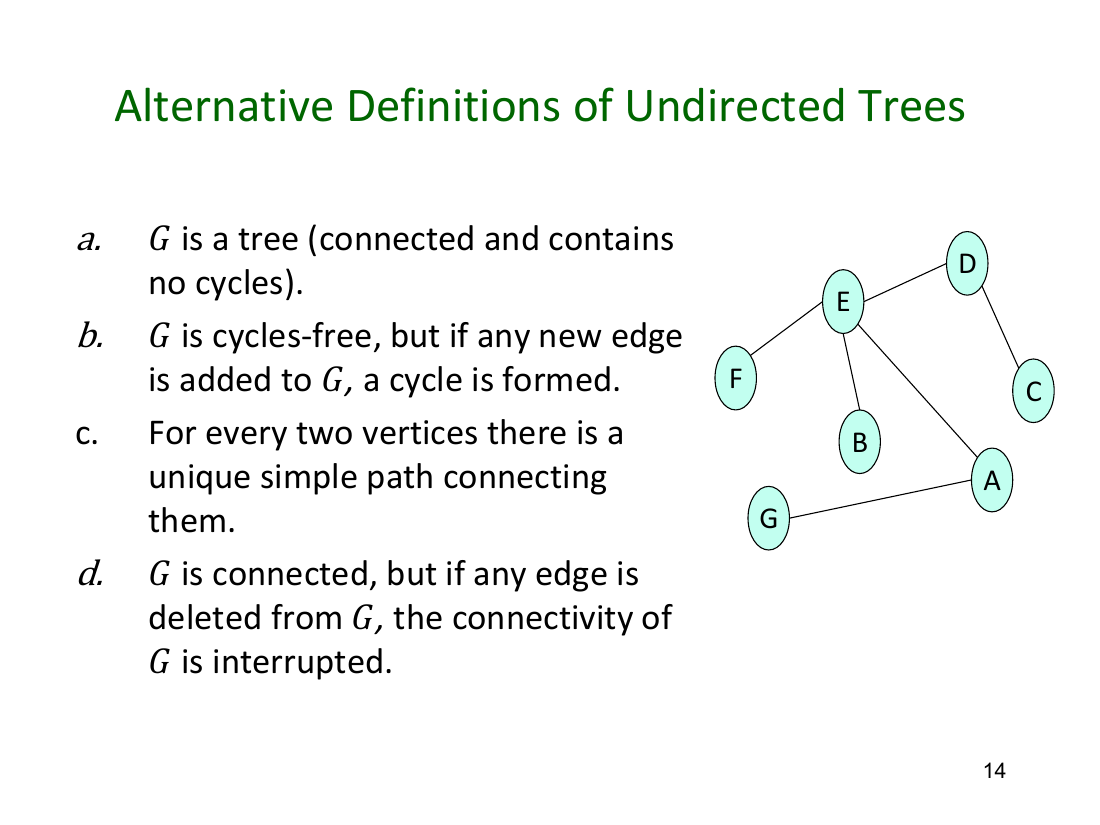 Alternative Definitions of Undirected Trees
a. G is a tree (connected and contains
no cycles).
b. G is cycles-free, but if any new edge
is added to G, a cycle is formed.
c. For every two vertices there is a
unique simple path connecting
them.
d. G is connected, but if any edge is
deleted from G, the connectivity of
G is interrupted.
D
E
F
C
B
A
G
14